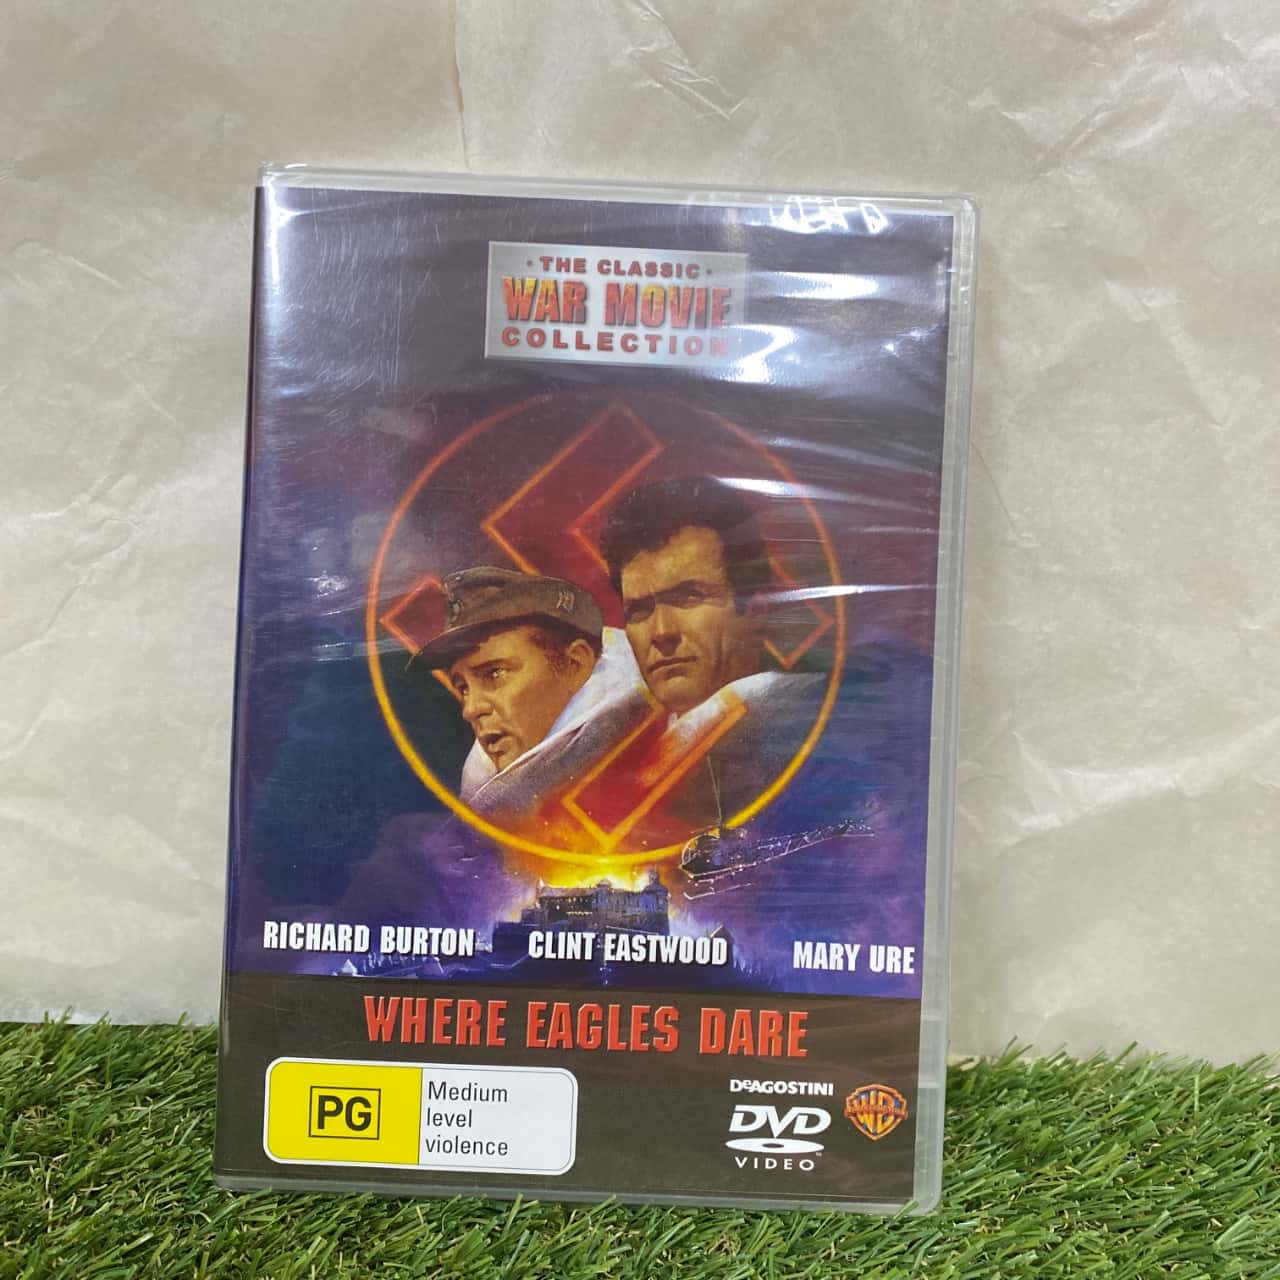 · THE CLASSIC ·
WAR MOVIE
COLLECTION
RICHARD BURTON CLINT EASTWOOD MARY URE
WHERE EAGLES DARE
PG
Medium
level
violence
DeAGOSTINI
DVD
VIDEO